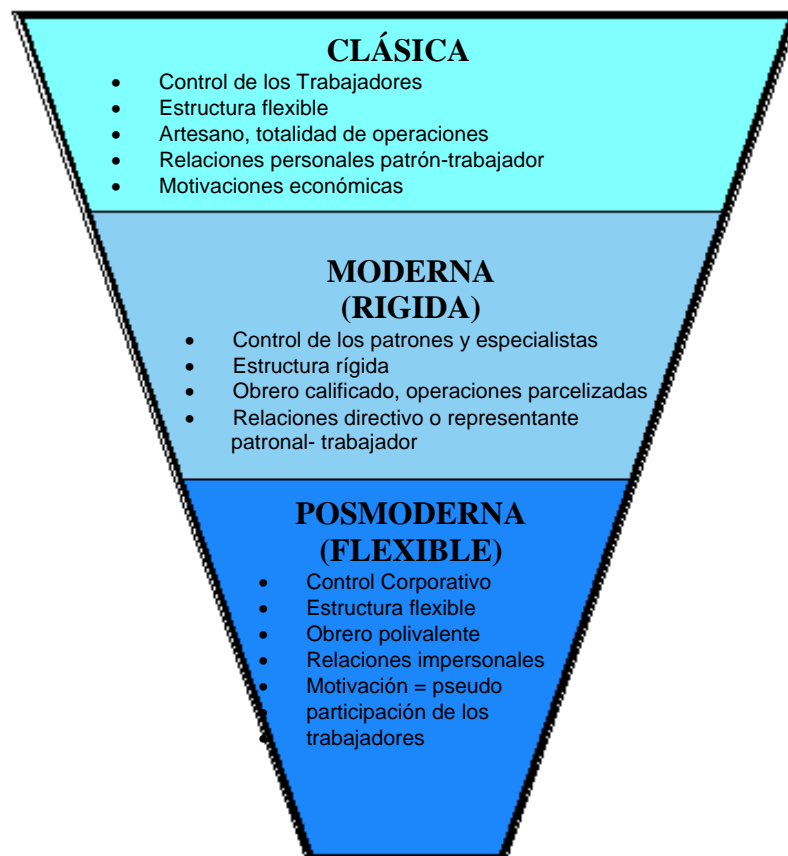 CLÁSICA
• Control de los Trabajadores
• Estructura flexible
• Artesano, totalidad de operaciones
• Relaciones personales patrón-trabajador
• Motivaciones económicas
MODERNA
(RIGIDA)
• Control de los patrones y especialistas
• Estructura rígida
• Obrero calificado, operaciones parcelizadas
• Relaciones directivo o representante
patronal- trabajador
POSMODERNA
(FLEXIBLE)
• Control Corporativo
• Estructura flexible
• Obrero polivalente
• Relaciones impersonales
• Motivación = pseudo
• participación de los
• trabajadores